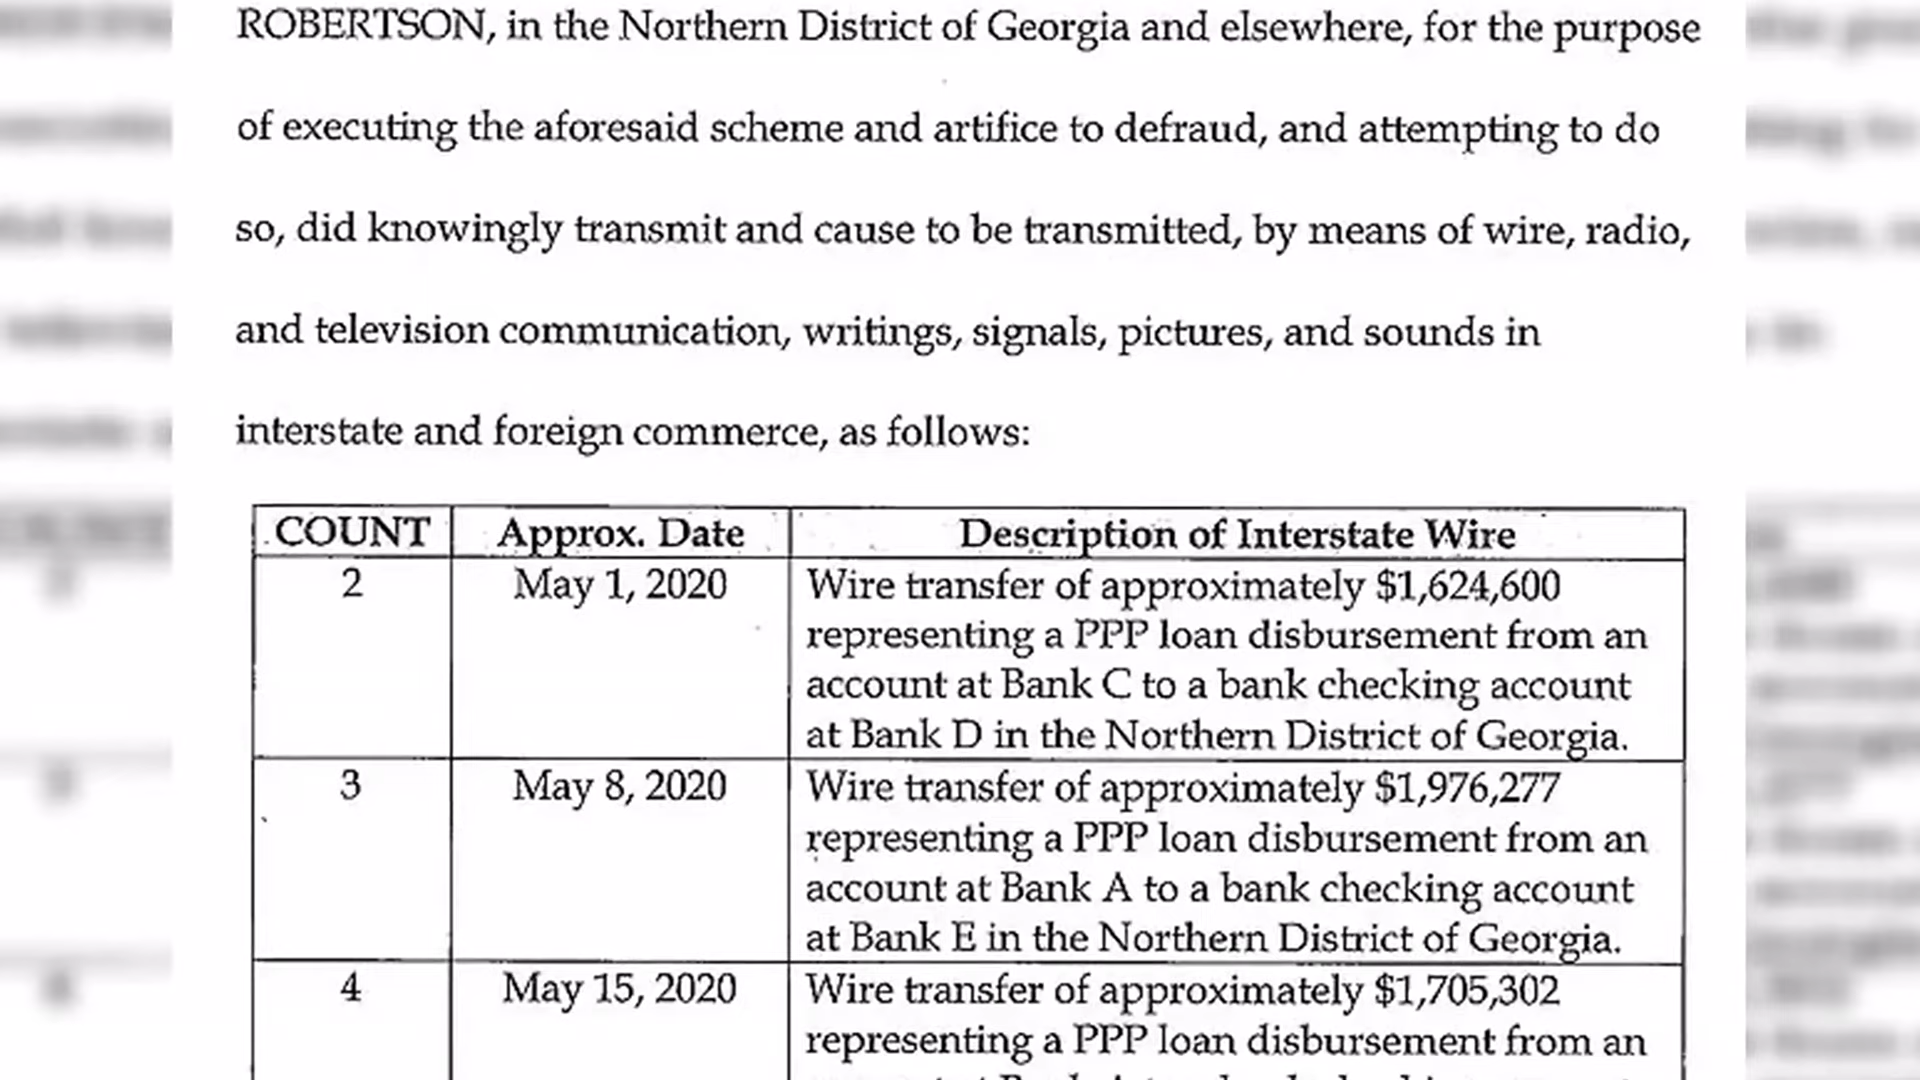 ROBERTSON, in the Northern District of Georgia and elsewhere, for the purpose
of executing the aforesaid scheme and artifice to defraud, and attempting to do
so, did knowingly transmit and cause to be transmitted, by means of wire, radio,
and television communication, writings, signals, pictures, and sounds in
interstate and foreign commerce, as follows:
COUNT Approx. Date Description of Interstate Wire
2 May 1, 2020 Wire transfer of approximately $1,624,600
representing a PPP loan disbursement from an
account at Bank C to a bank checking account
at Bank D in the Northern District of Georgia.
3 May 8, 2020 Wire transfer of approximately $1,976,277
representing a PPP loan disbursement from an
account at Bank A to a bank checking account
at Bank E in the Northern District of Georgia.
4 May 15, 2020 Wire transfer of approximately $1,705,302
representing a PPP loan disbursement from an